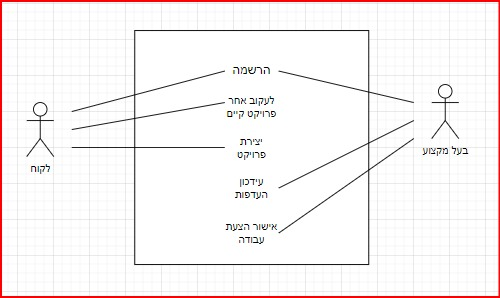 הרשמה
לעקוב אחר
פרויקט קיים
יצירת
פרויקט
עידכון
העדפות
אישור הצעת
עבודה
לקוח
בעל מקצוע